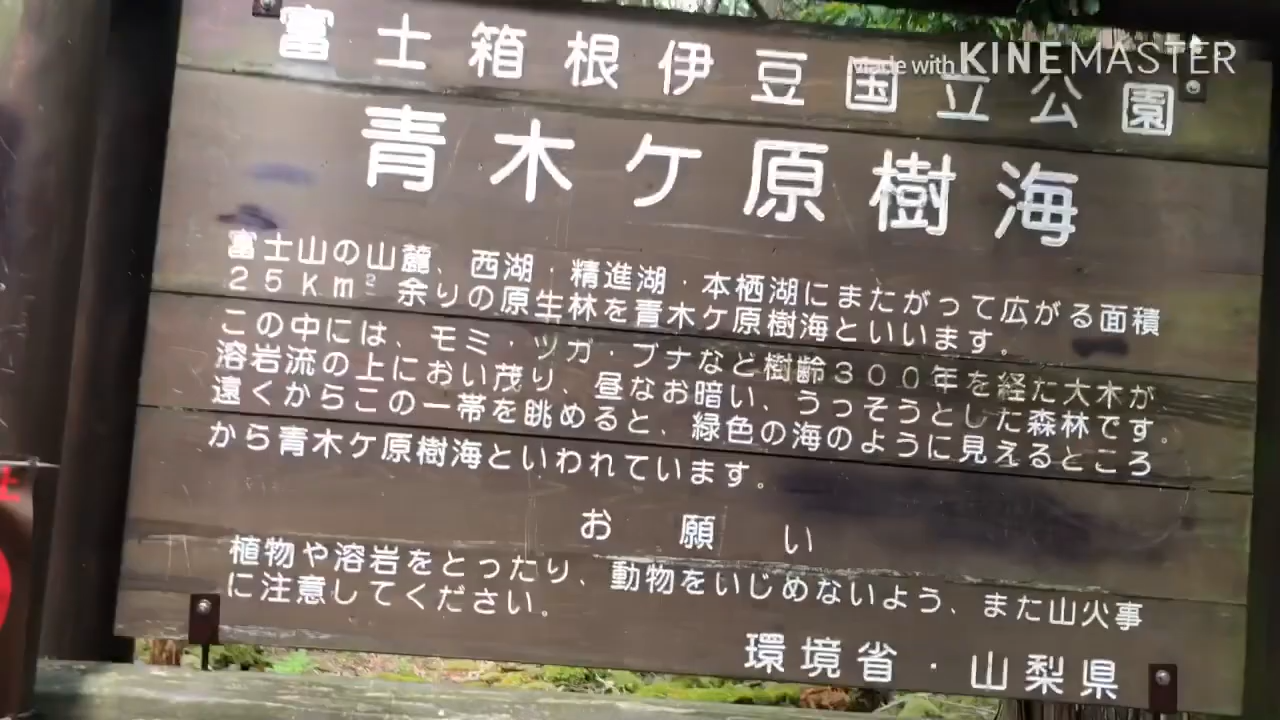 富士箱根伊豆国立公園
Made with KINEMASTER
青木ケ原樹海
富士山の山麓、西湖・精進湖・本栖湖にまたがって広がる面積
25Km² 余りの原生林を青木ケ原樹海といいます。
この中には、モミ・ツガ・ブナなど樹齢300年を経た大木が
溶岩流の上におい茂り、昼なお暗い、うっそうとした森林です。
遠くからこの一帯を眺めると、緑色の海のように見えるところ
から青木ケ原樹海といわれています。
お願い
植物や溶岩をとったり、動物をいじめないよう、また山火事
に注意してください。
環境省・山梨県